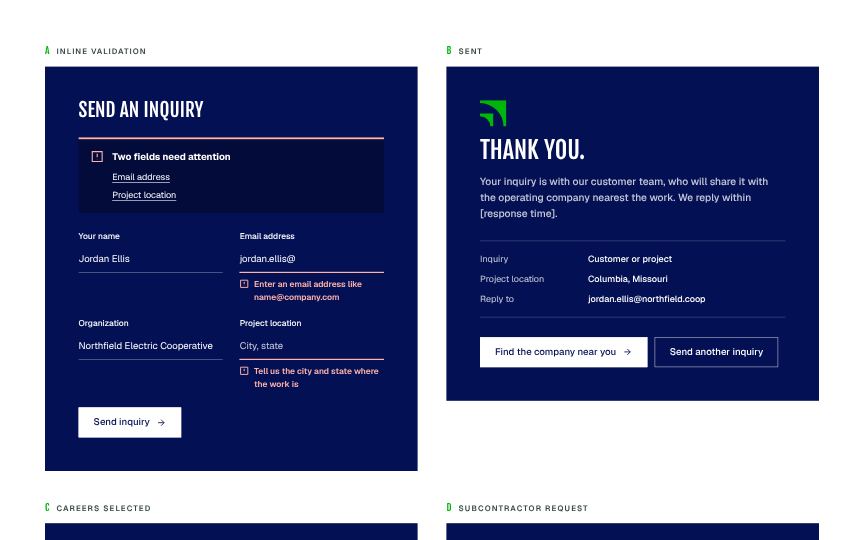 A INLINE VALIDATION
SEND AN INQUIRY
Two fields need attention
Email address
Project location
Your name
Email address
Jordan Ellis
jordan.ellis@
Enter an email address like
name@company.com
Organization
Project location
Northfield Electric Cooperative
City, state
Tell us the city and state where
the work is
Send inquiry →
B SENT
THANK YOU.
Your inquiry is with our customer team, who will share it with
the operating company nearest the work. We reply within
[response time].
Inquiry Customer or project
Project location Columbia, Missouri
Reply to jordan.ellis@northfield.coop
Find the company near you →
Send another inquiry
C CAREERS SELECTED
D SUBCONTRACTOR REQUEST